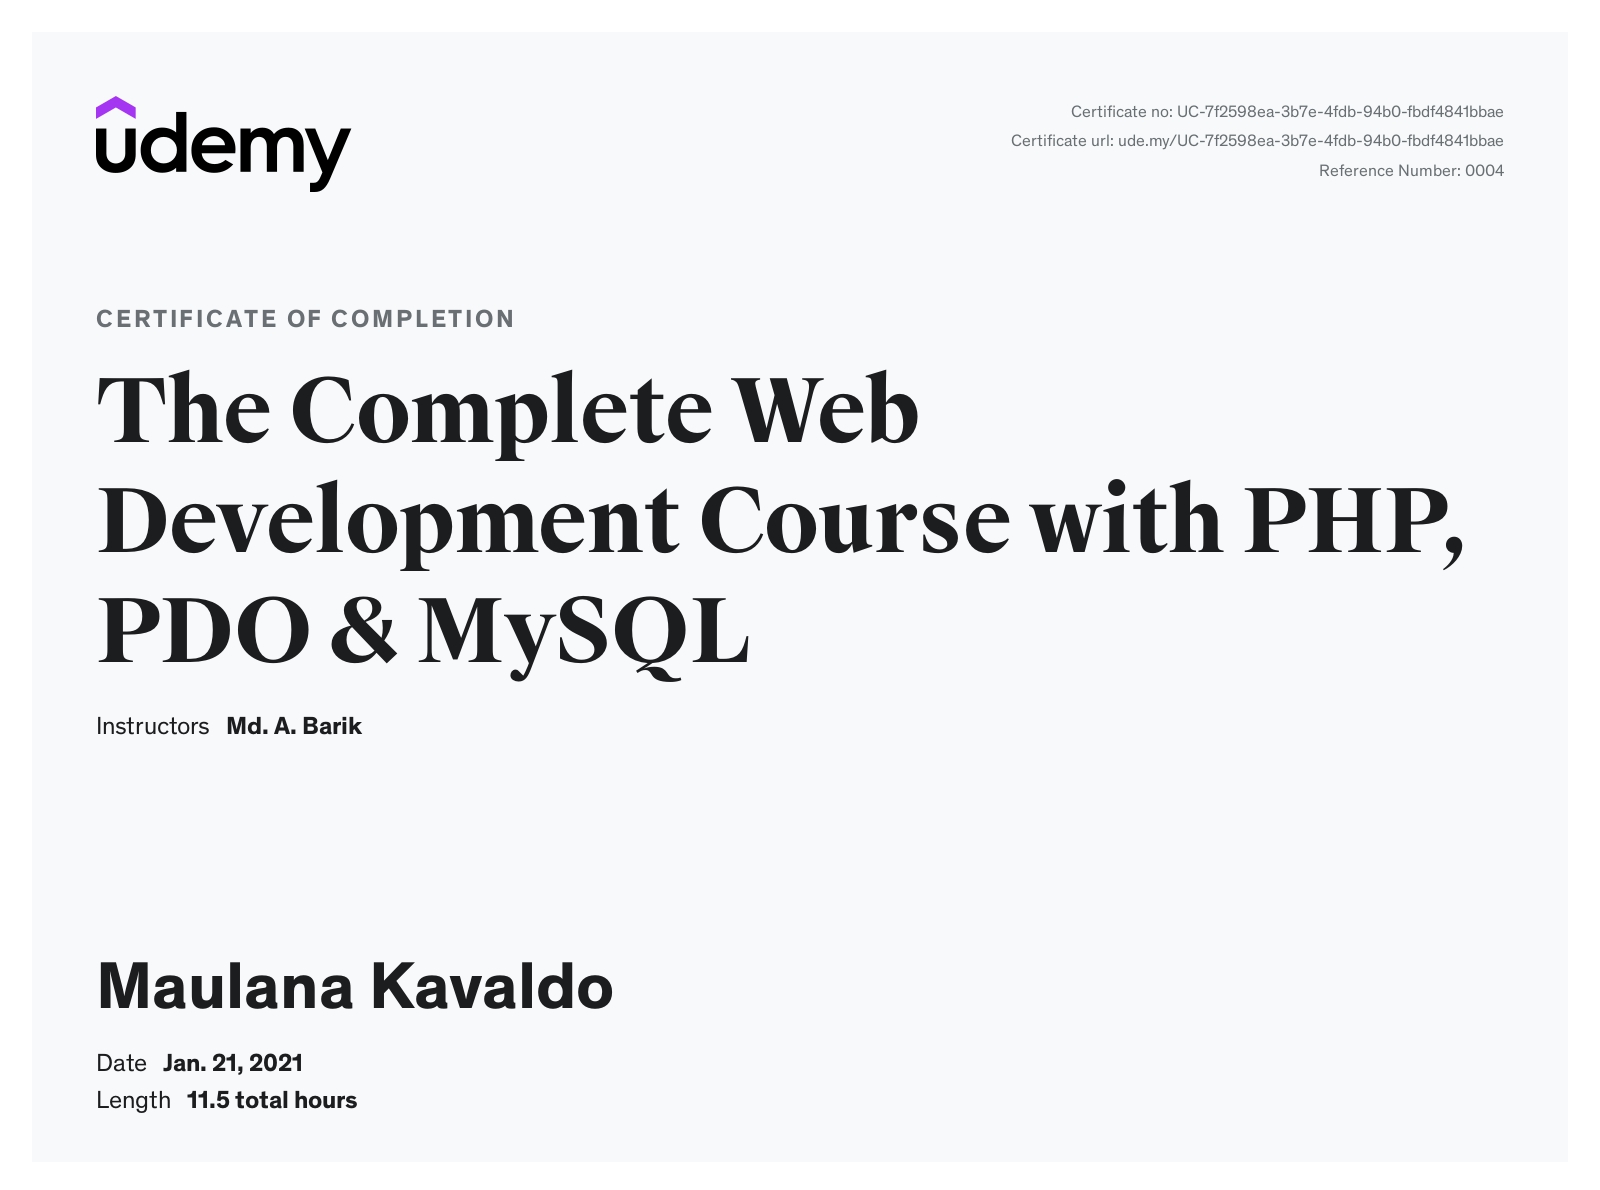 udemy
Certificate no: UC-7f2598ea-3b7e-4fdb-94b0-fbdf4841bbae
Certificate url: ude.my/UC-7f2598ea-3b7e-4fdb-94b0-fbdf4841bbae
Reference Number: 0004
CERTIFICATE OF COMPLETION
The Complete Web
Development Course with PHP,
PDO & MySQL
Instructors Md. A. Barik
Maulana Kavaldo
Date Jan. 21, 2021
Length 11.5 total hours